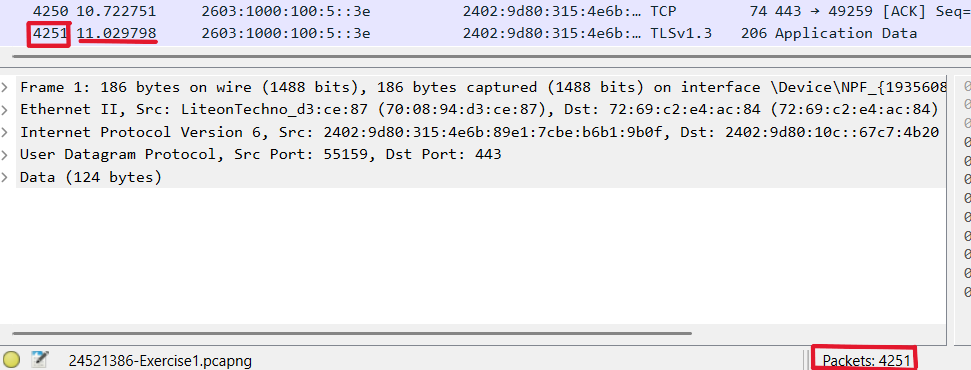 4250 10.722751 2603:1000:100:5::3e 2402:9d80:315:4e6b:… TCP 74 443 → 49259 [ACK] Seq=
4251 11.029798 2603:1000:100:5::3e 2402:9d80:315:4e6b:… TLSv1.3 206 Application Data
Frame 1: 186 bytes on wire (1488 bits), 186 bytes captured (1488 bits) on interface \Device\NPF_{1935608
Ethernet II, Src: LiteonTechno_d3:ce:87 (70:08:94:d3:ce:87), Dst: 72:69:c2:e4:ac:84 (72:69:c2:e4:ac:84)
Internet Protocol Version 6, Src: 2402:9d80:315:4e6b:89e1:7cbe:b6b1:9b0f, Dst: 2402:9d80:10c::67c7:4b20
User Datagram Protocol, Src Port: 55159, Dst Port: 443
Data (124 bytes)
24521386-Exercise1.pcapng
Packets: 4251